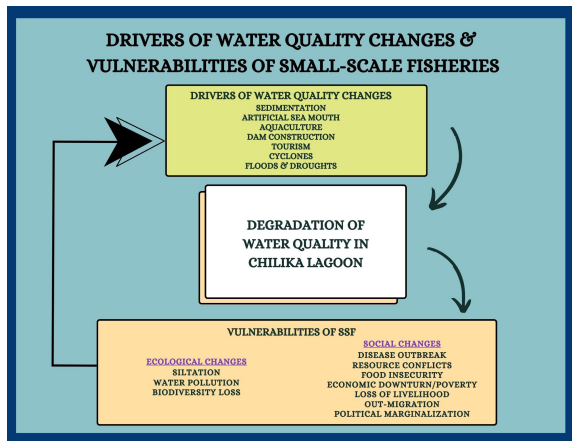 DRIVERS OF WATER QUALITY CHANGES &
VULNERABILITIES OF SMALL-SCALE FISHERIES
DRIVERS OF WATER QUALITY CHANGES
SEDIMENTATION
ARTIFICIAL SEA MOUTH
AQUACULTURE
DAM CONSTRUCTION
TOURISM
CYCLONES
FLOODS & DROUGHTS
DEGRADATION OF
WATER QUALITY IN
CHILIKA LAGOON
VULNERABILITIES OF SSF
ECOLOGICAL CHANGES
SILTATION
WATER POLLUTION
BIODIVERSITY LOSS
SOCIAL CHANGES
DISEASE OUTBREAK
RESOURCE CONFLICTS
FOOD INSECURITY
ECONOMIC DOWNTURN/POVERTY
LOSS OF LIVELIHOOD
OUT-MIGRATION
POLITICAL MARGINALIZATION